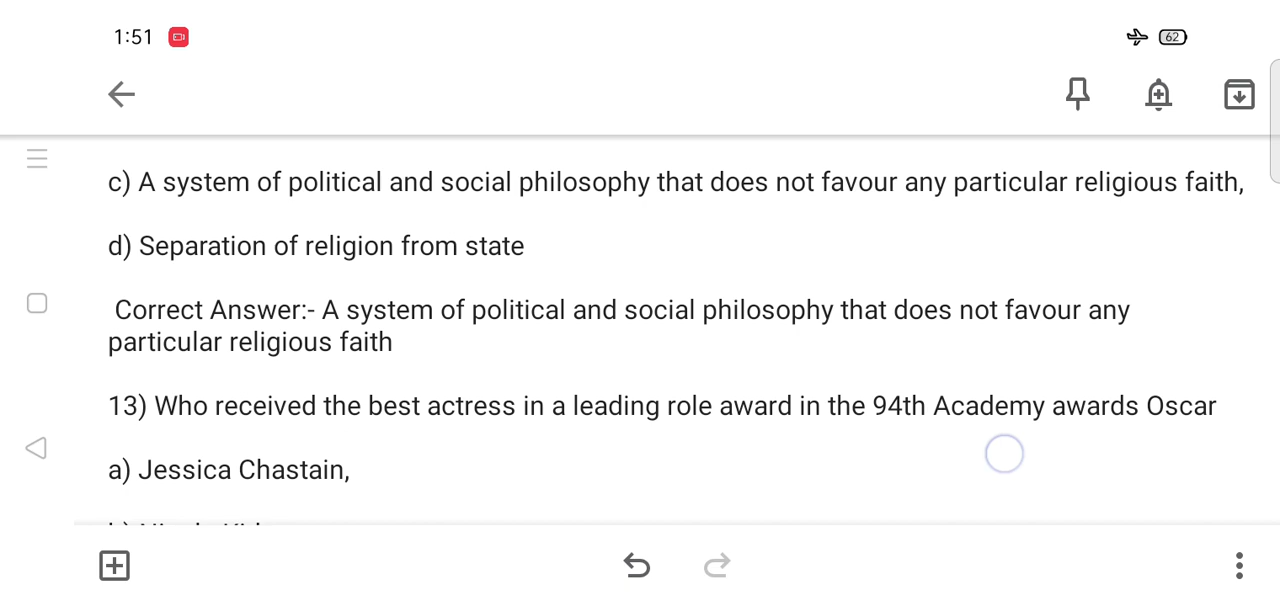 1:51
62
c) A system of political and social philosophy that does not favour any particular religious faith,
d) Separation of religion from state
Correct Answer:- A system of political and social philosophy that does not favour any
particular religious faith
13) Who received the best actress in a leading role award in the 94th Academy awards Oscar
a) Jessica Chastain,